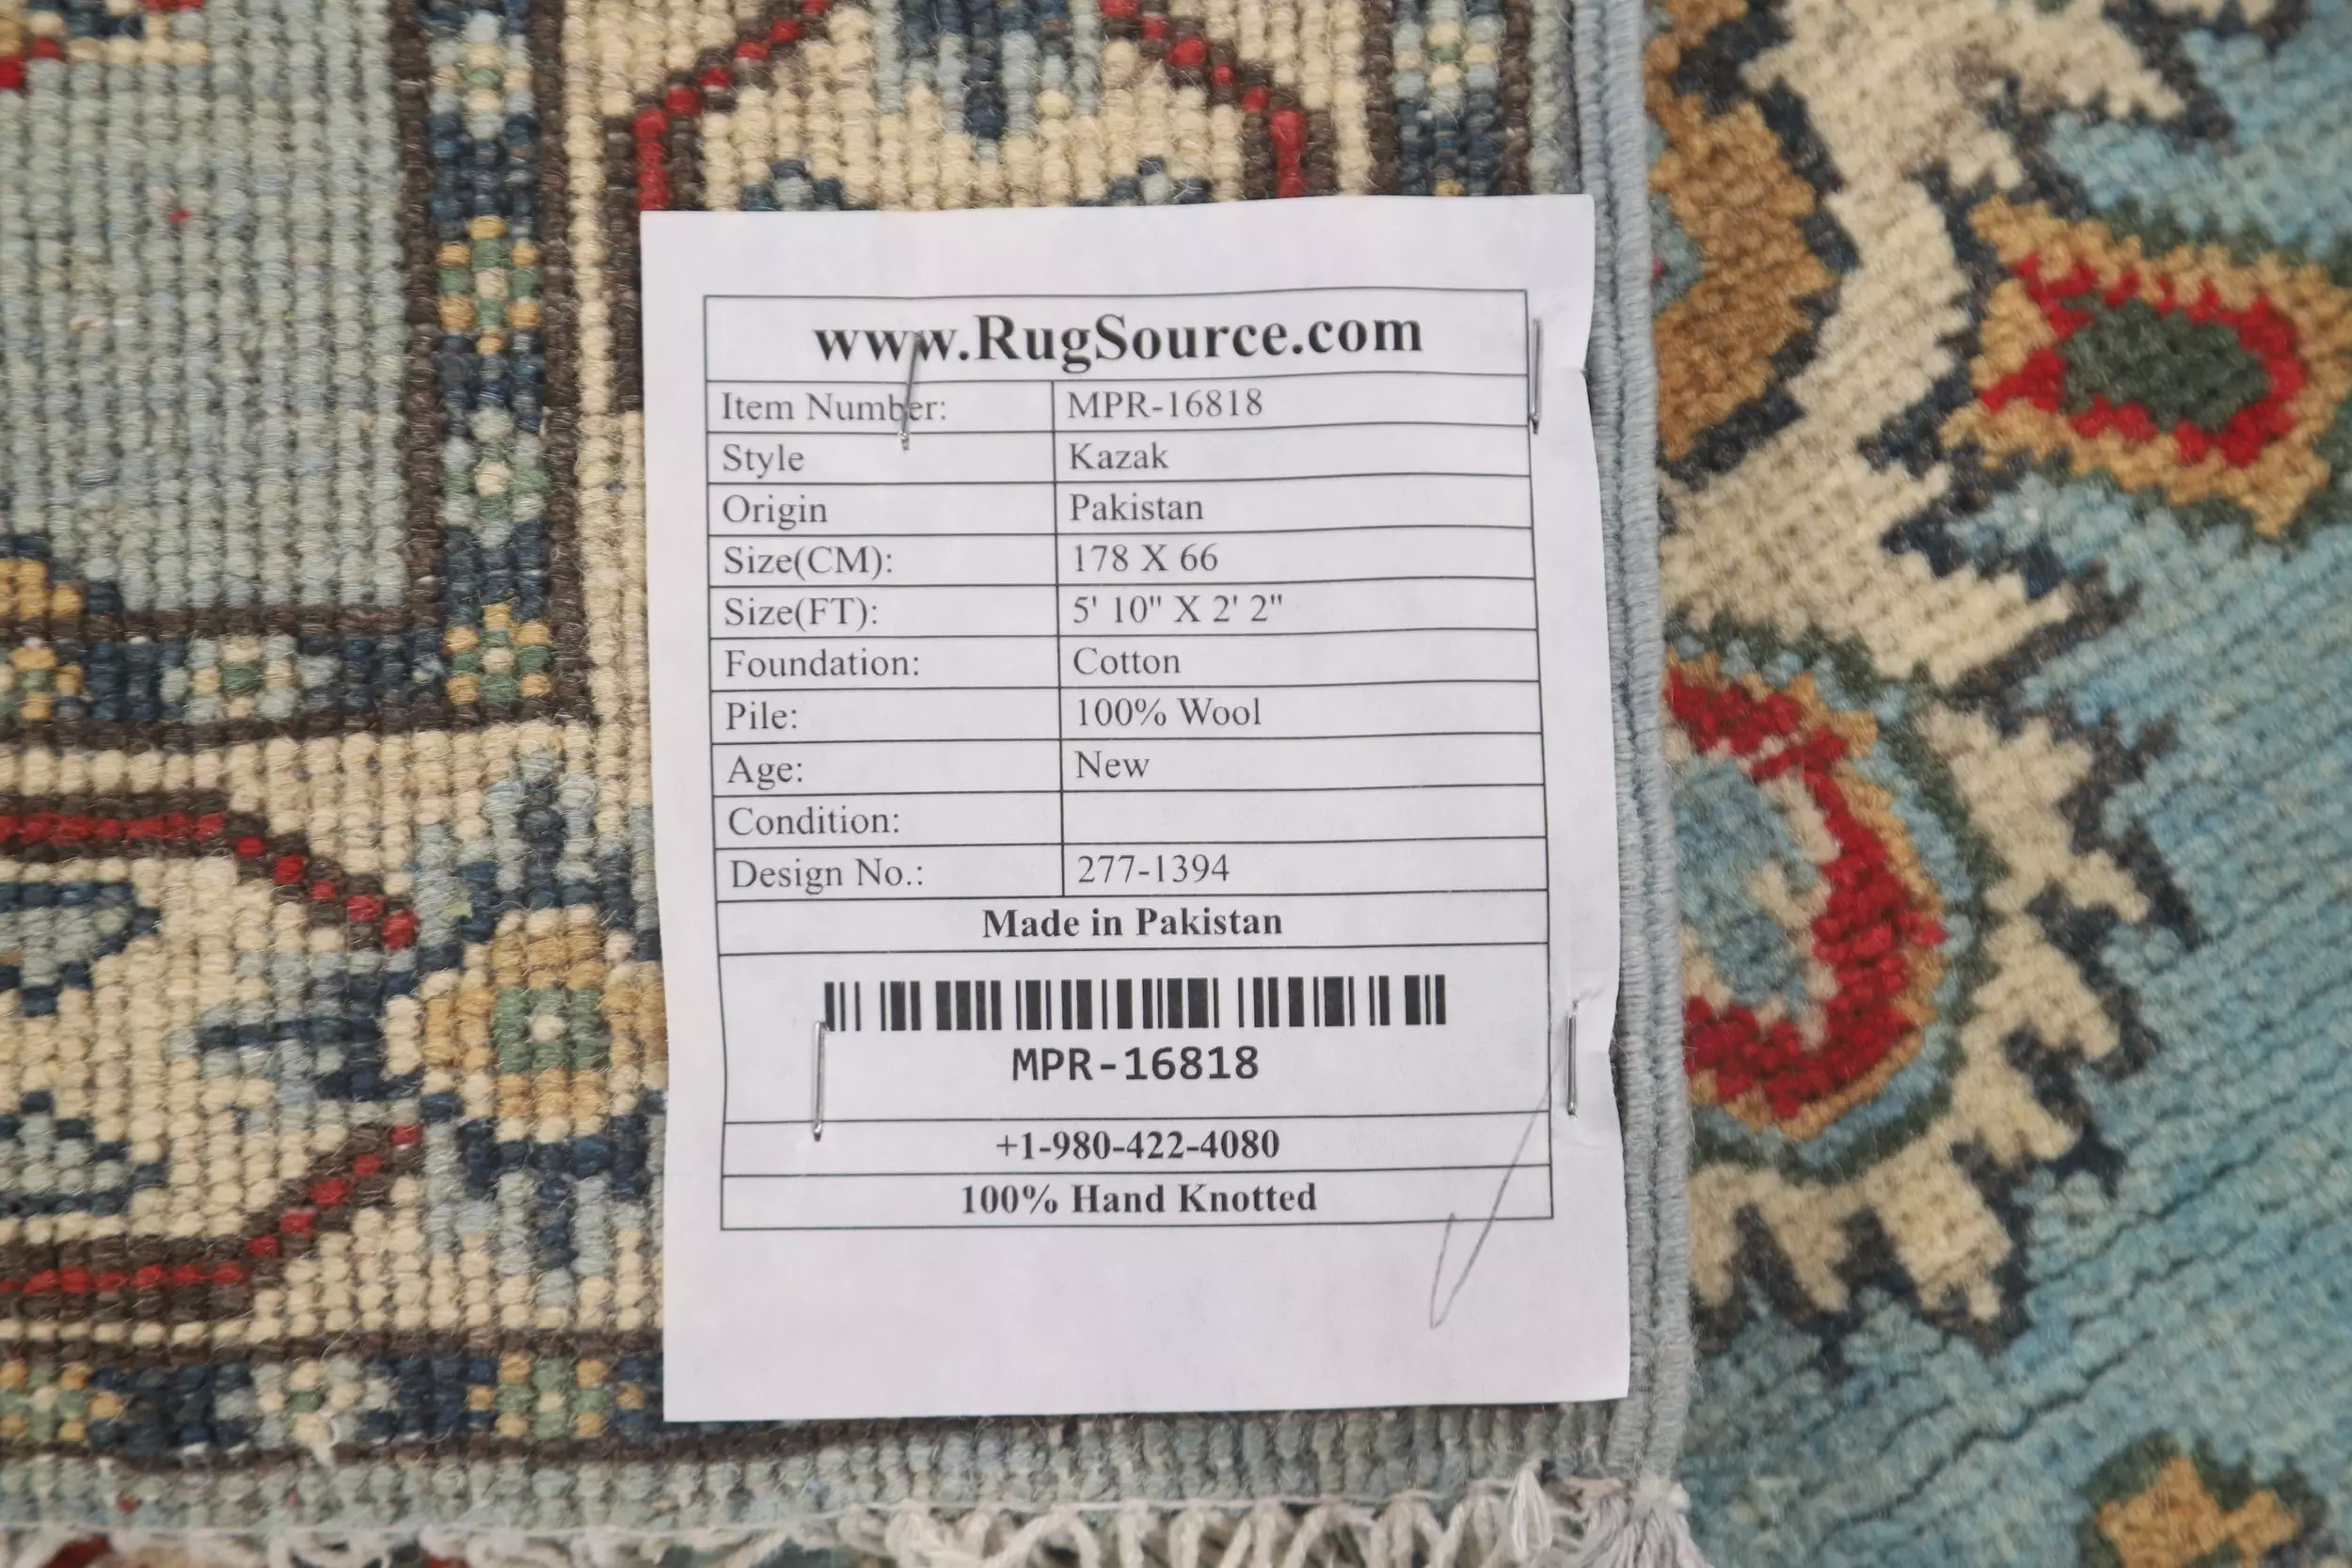 www.RugSource.com
Item Number: MPR-16818
Style Kazak
Origin Pakistan
Size(CM): 178 X 66
Size(FT): 5' 10" X 2' 2"
Foundation: Cotton
Pile: 100% Wool
Age: New
Condition:
Design No.: 277-1394
Made in Pakistan
MPR-16818
+1-980-422-4080
100% Hand Knotted